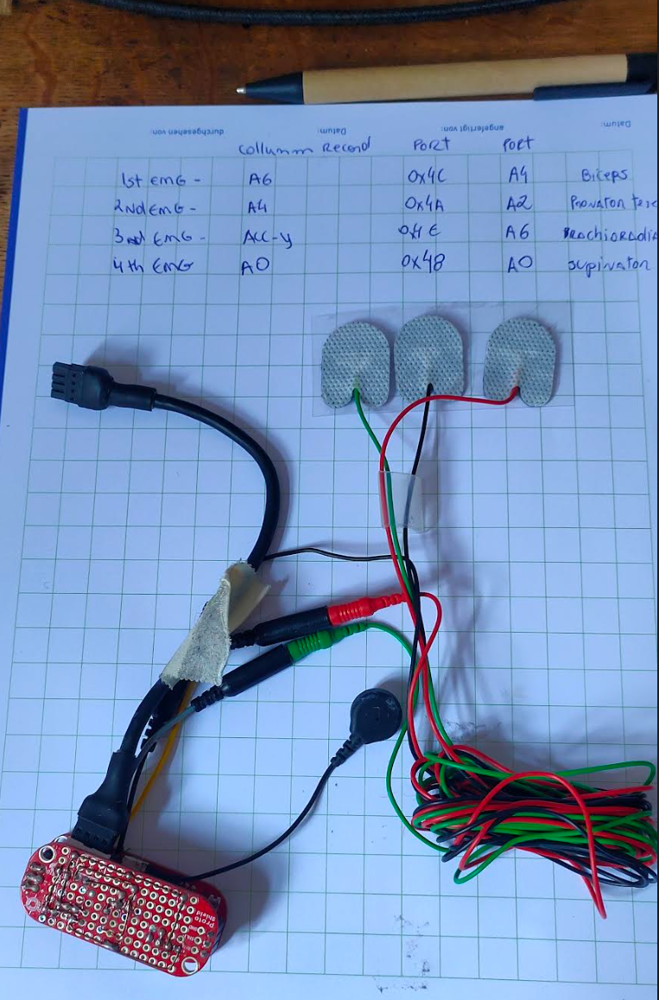 Datum: angefertigt von: Datum durchgesehen von:
Collumm Record Port Port
1st EMG - A6 0x4C A4 Biceps
2nd EMG - A4 0x4A A2 Pronator tere
3rd EMG - Acc-y 0x4E A6 Brachioradia
4th EMG A0 0x48 A0 supinator
Proto
Shield